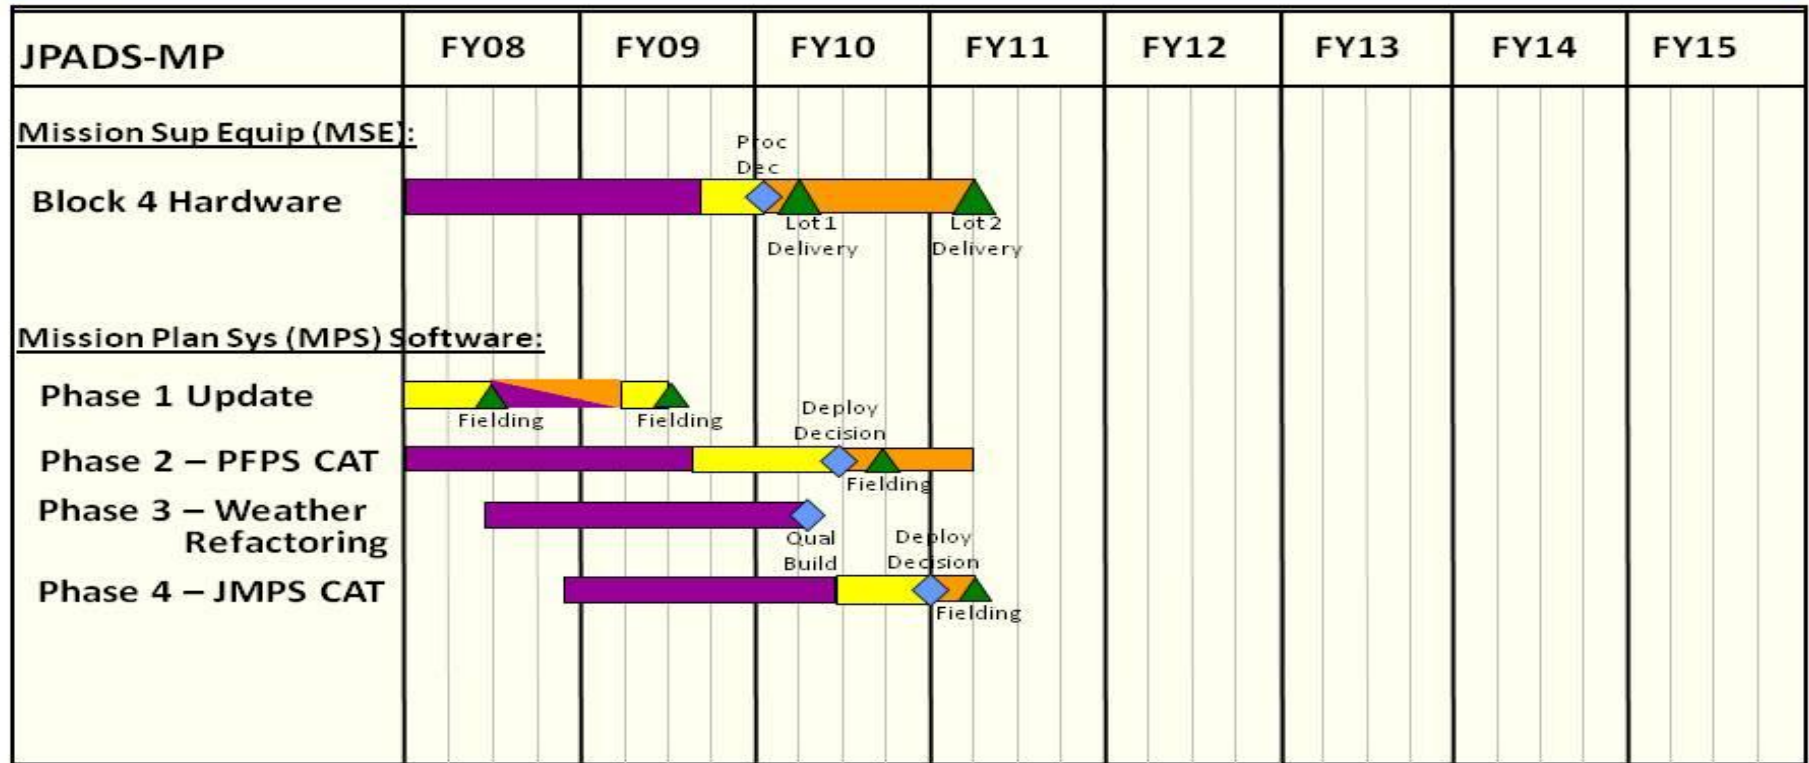 JPADS-MP FY08 FY09 FY10 FY11 FY12 FY13 FY14 FY15
Mission Sup Equip (MSE):
Proc
Dec
Block 4 Hardware
Lot 1
Delivery
Lot 2
Delivery
Mission Plan Sys (MPS) Software:
Phase 1 Update
Fielding
Fielding
Deploy
Decision
Phase 2 – PFPS CAT
Fielding
Phase 3 – Weather
Refactoring
Qual
Build
Deploy
Decision
Phase 4 – JMPS CAT
Fielding